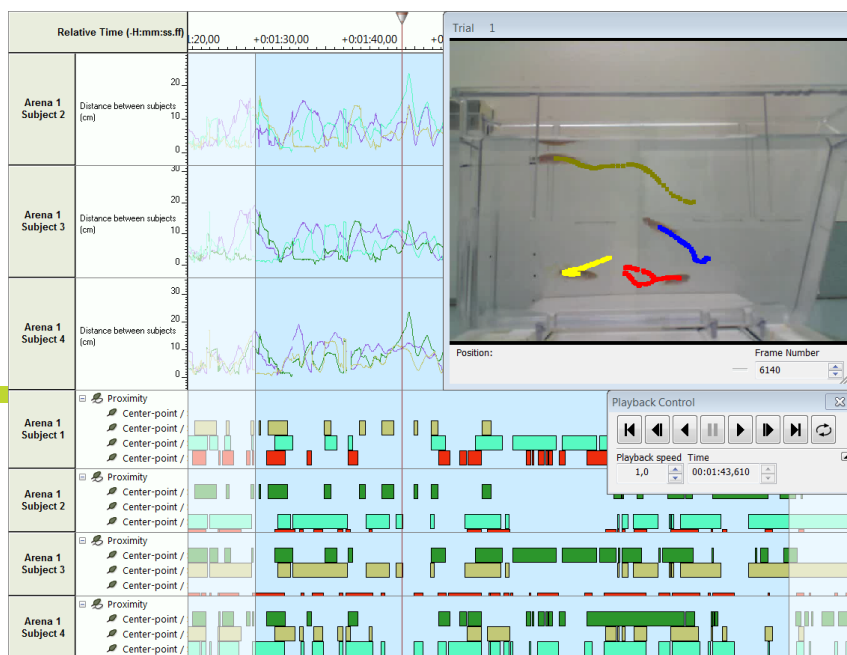 Relative Time (-H:mm:ss.ff)
1:20,00 +0:01:30,00 +0:01:40,00 +0
Trial 1
Arena 1
Subject 2
Distance between subjects
(cm)
20
10
0
Arena 1
Subject 3
Distance between subjects
(cm)
30
20
10
0
Arena 1
Subject 4
Distance between subjects
(cm)
30
20
10
0
Position:
Frame Number
6140
Arena 1
Subject 1
Proximity
Center-point /
Center-point /
Center-point /
Center-point /
Playback Control
Playback speed Time
1,0 00:01:43,610
Arena 1
Subject 2
Proximity
Center-point /
Center-point /
Center-point /
Arena 1
Subject 3
Proximity
Center-point /
Center-point /
Center-point /
Arena 1
Subject 4
Proximity
Center-point /
Center-point /
Center-point /